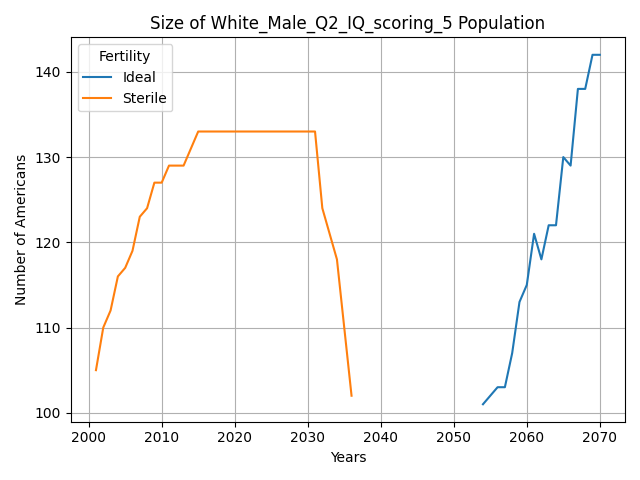 Size of White_Male_Q2_IQ_scoring_5 Population
Fertility
Ideal
Sterile
140
130
120
110
100
Number of Americans
2000 2010 2020 2030 2040 2050 2060 2070
Years